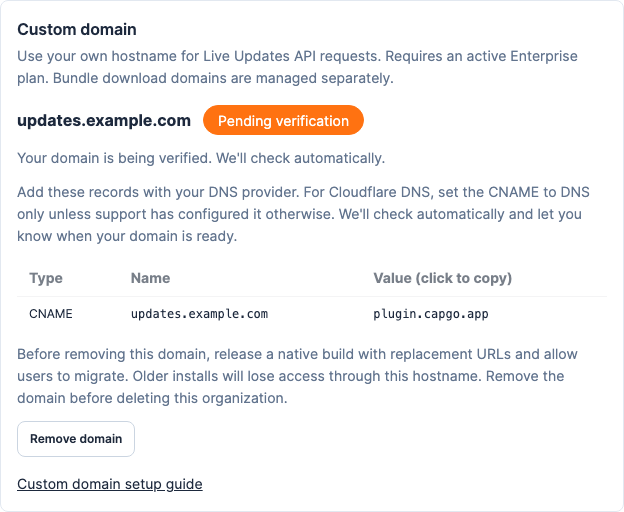 Custom domain
Use your own hostname for Live Updates API requests. Requires an active Enterprise
plan. Bundle download domains are managed separately.
updates.example.com Pending verification
Your domain is being verified. We'll check automatically.
Add these records with your DNS provider. For Cloudflare DNS, set the CNAME to DNS
only unless support has configured it otherwise. We'll check automatically and let you
know when your domain is ready.
Type Name Value (click to copy)
CNAME updates.example.com plugin.capgo.app
Before removing this domain, release a native build with replacement URLs and allow
users to migrate. Older installs will lose access through this hostname. Remove the
domain before deleting this organization.
Remove domain
Custom domain setup guide